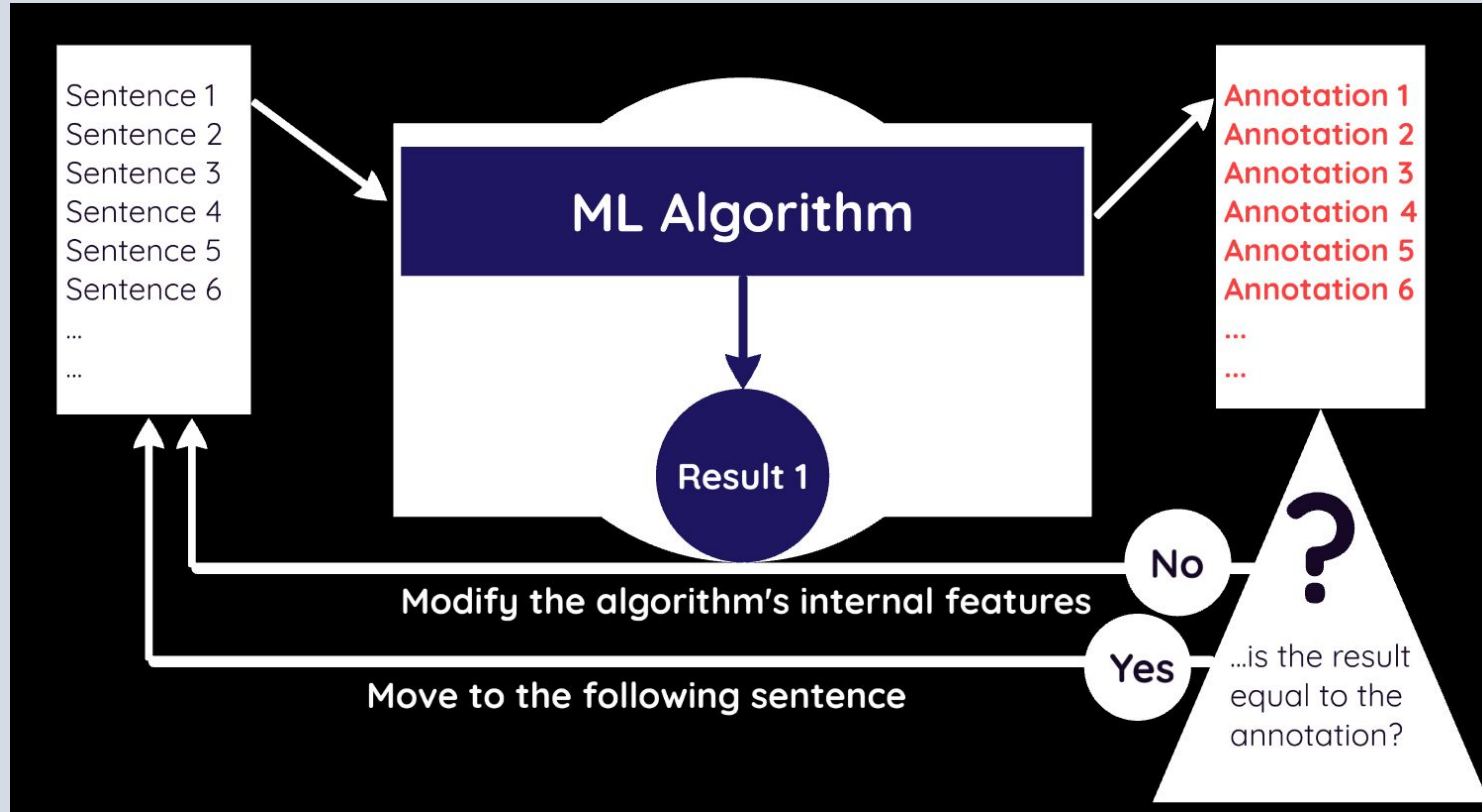 Sentence 1
Sentence 2
Sentence 3
Sentence 4
Sentence 5
Sentence 6
...
...
ML Algorithm
Result 1
Annotation 1
Annotation 2
Annotation 3
Annotation 4
Annotation 5
Annotation 6
...
...
?
...is the result
equal to the
annotation?
No
Modify the algorithm's internal features
Yes
Move to the following sentence